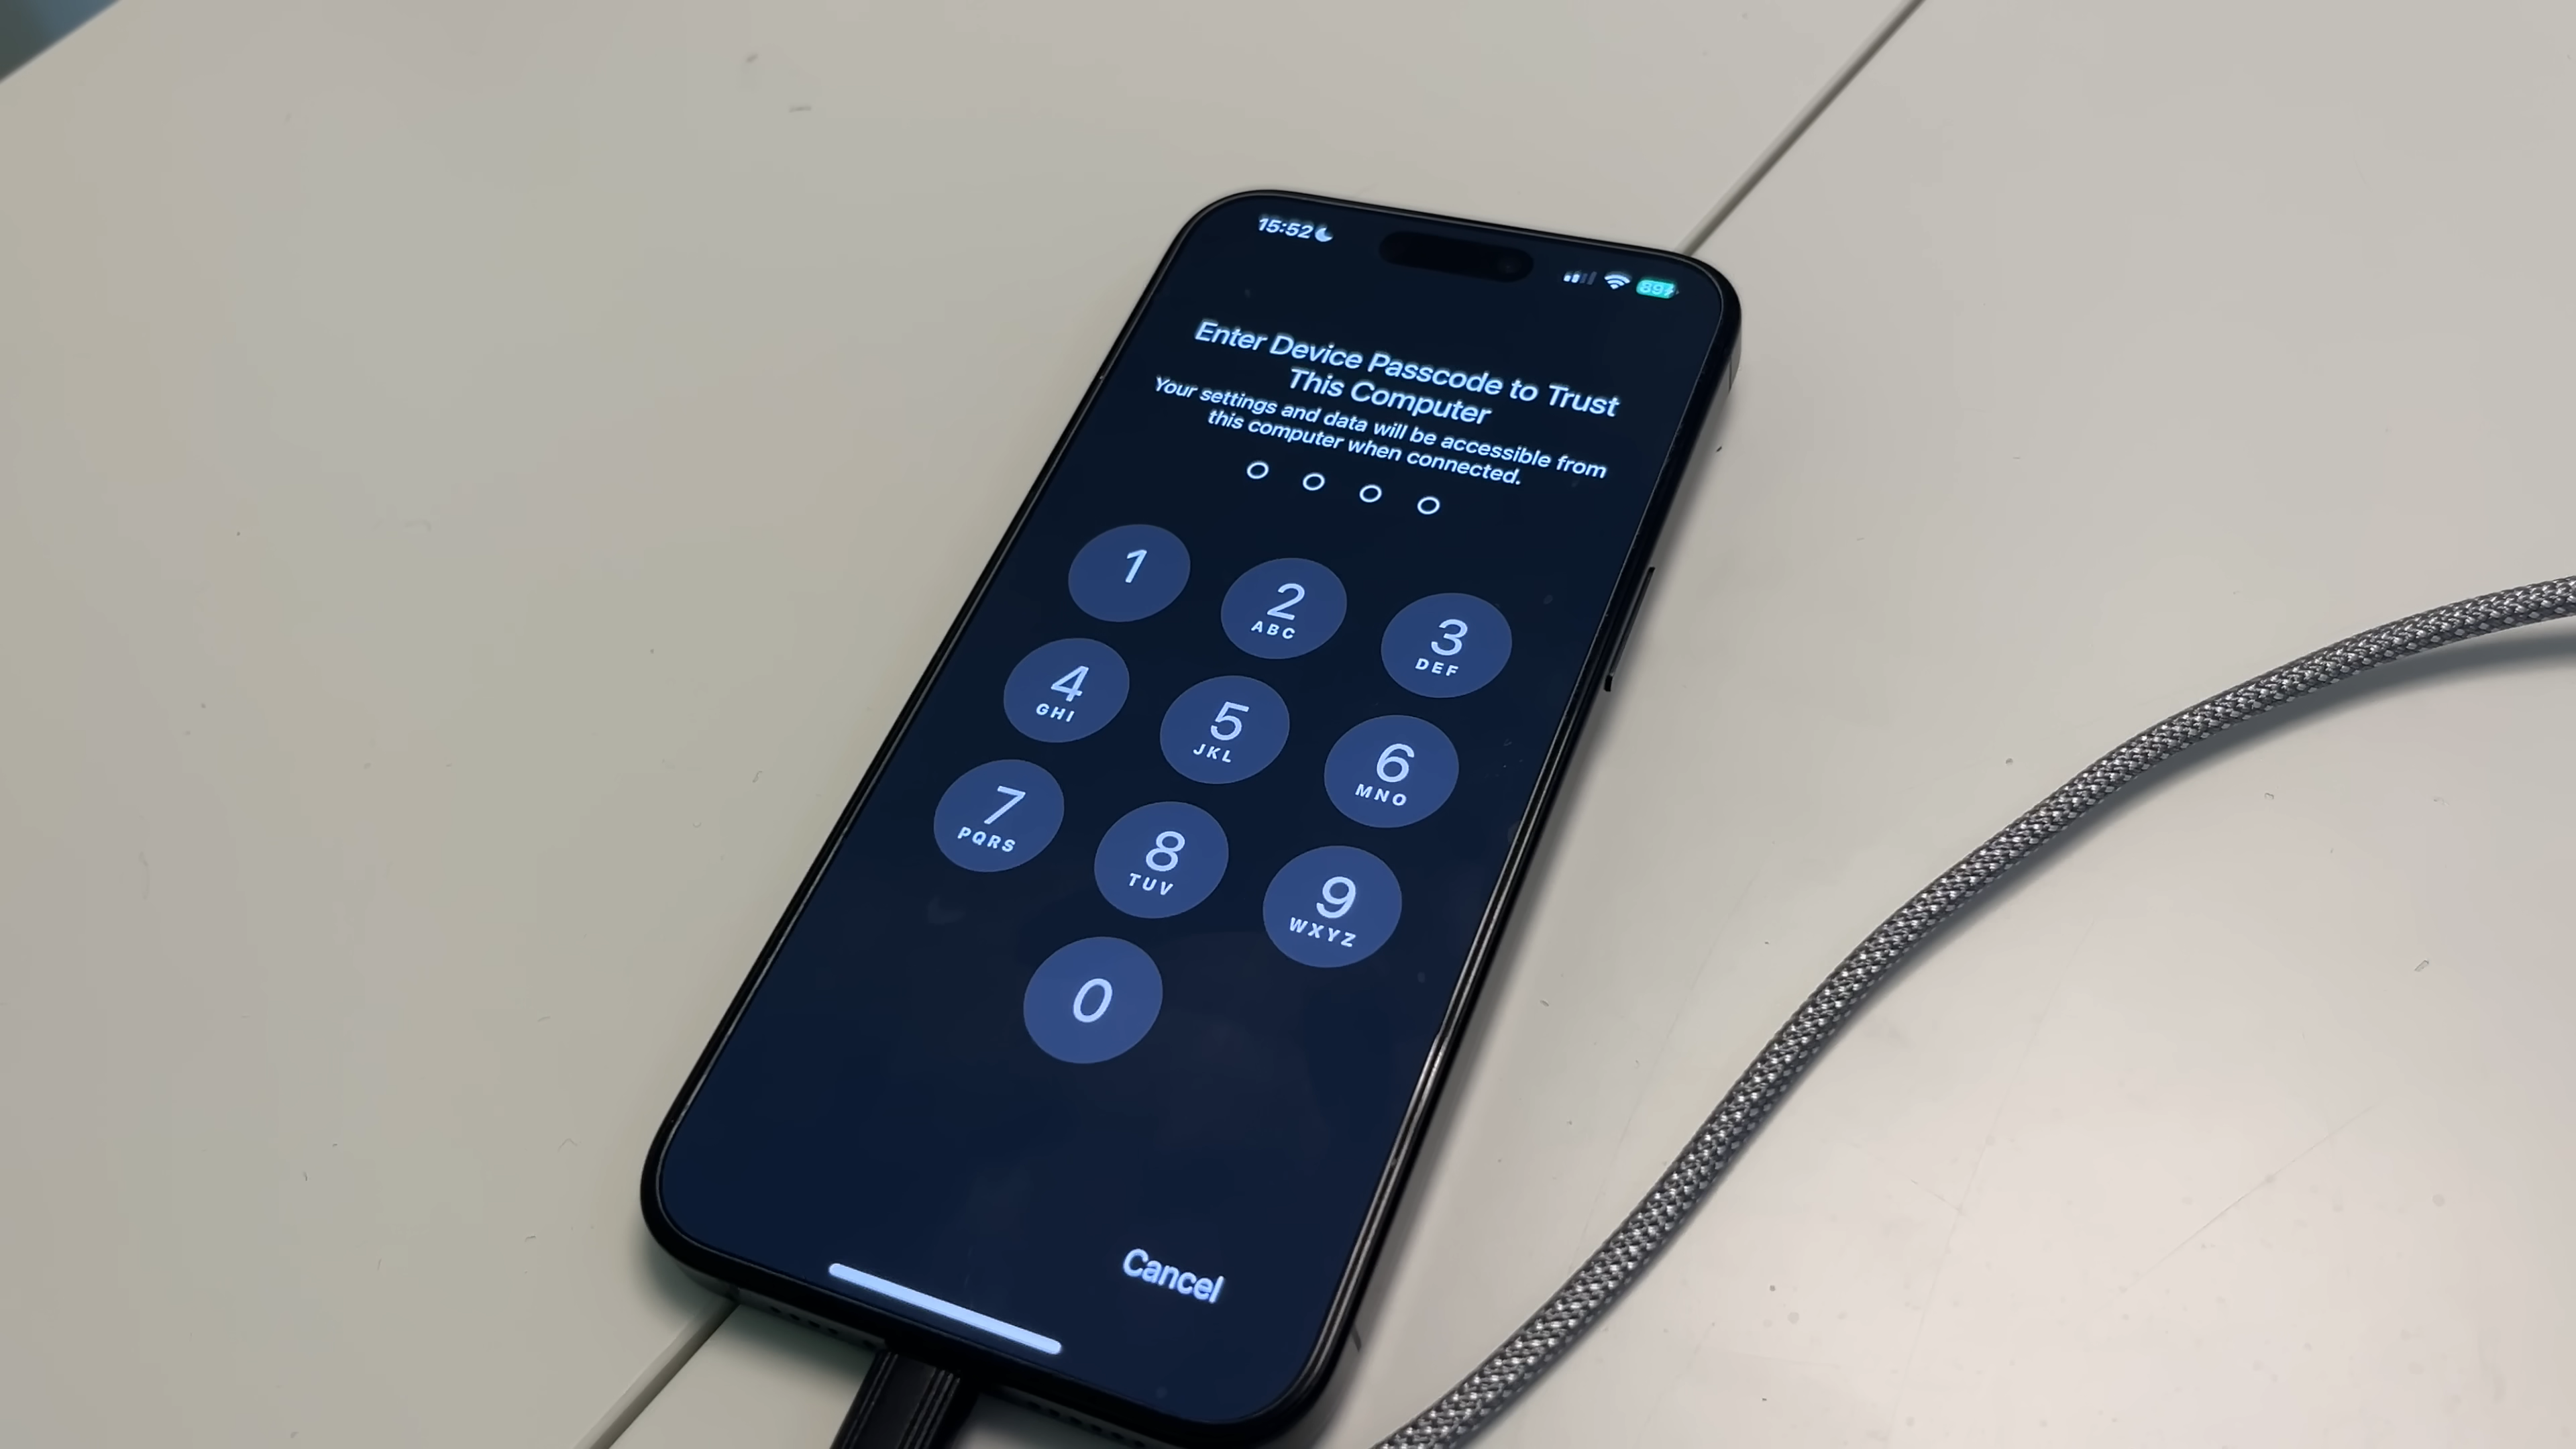 15:52
89
Enter Device Passcode to Trust
This Computer
Your settings and data will be accessible from
this computer when connected.
1
2
ABC
3
DEF
4
GHI
5
JKL
6
MNO
7
PQRS
8
TUV
9
WXYZ
0
Cancel